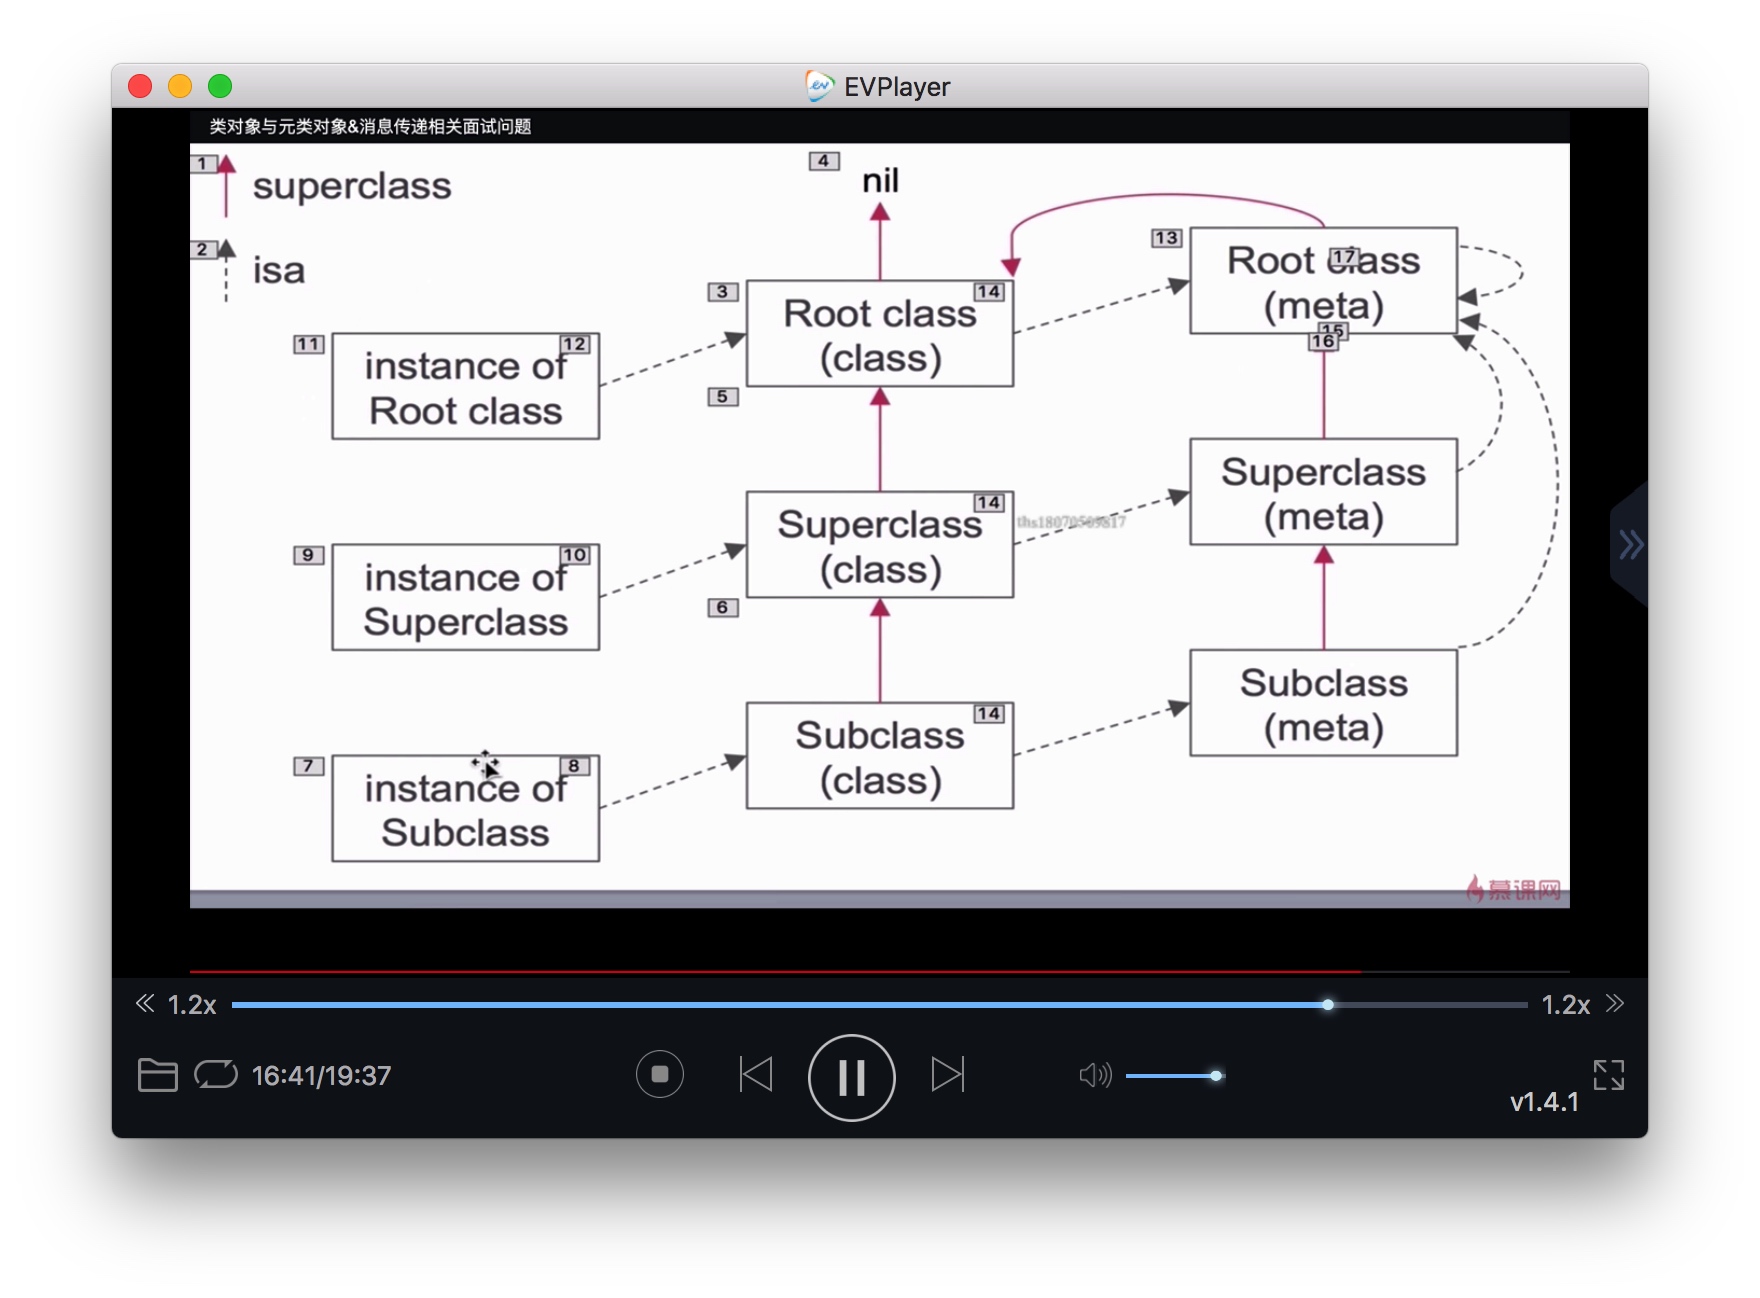 EVPlayer
类对象与元类对象&消息传递相关面试问题
1
superclass
4
nil
2
isa
13
Root class
17
(meta)
3
Root class
14
(class)
11
instance of
12
Root class
15
16
5
Superclass
(meta)
Superclass
14
(class)
ths18070509817
9
instance of
10
Superclass
6
Subclass
(meta)
Subclass
14
(class)
7
instance of
8
Subclass
慕课网
1.2x
1.2x
16:41/19:37
v1.4.1